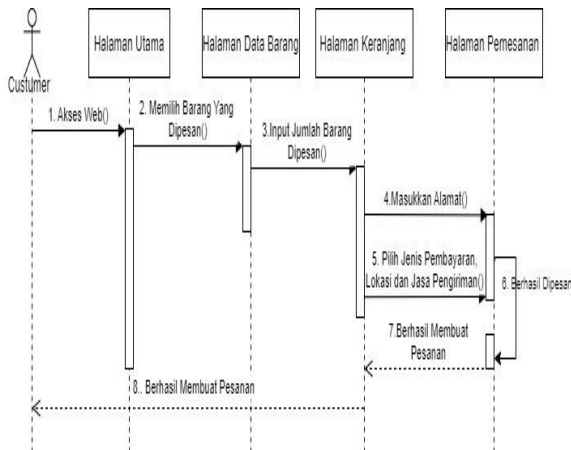 Halaman Utama
Halaman Data Barang
Halaman Keranjang
Halaman Pemesanan
Custumer
1. Akses Web()
2. Memilih Barang Yang
Dipesan()
3.Input Jumlah Barang
Dipesan()
4.Masukkan Alamat()
5. Pilih Jenis Pembayaran,
Lokasi dan Jasa Pengiriman()
6. Berhasil Dipesan
7.Berhasil Membuat
Pesanan
8.. Berhasil Membuat Pesanan